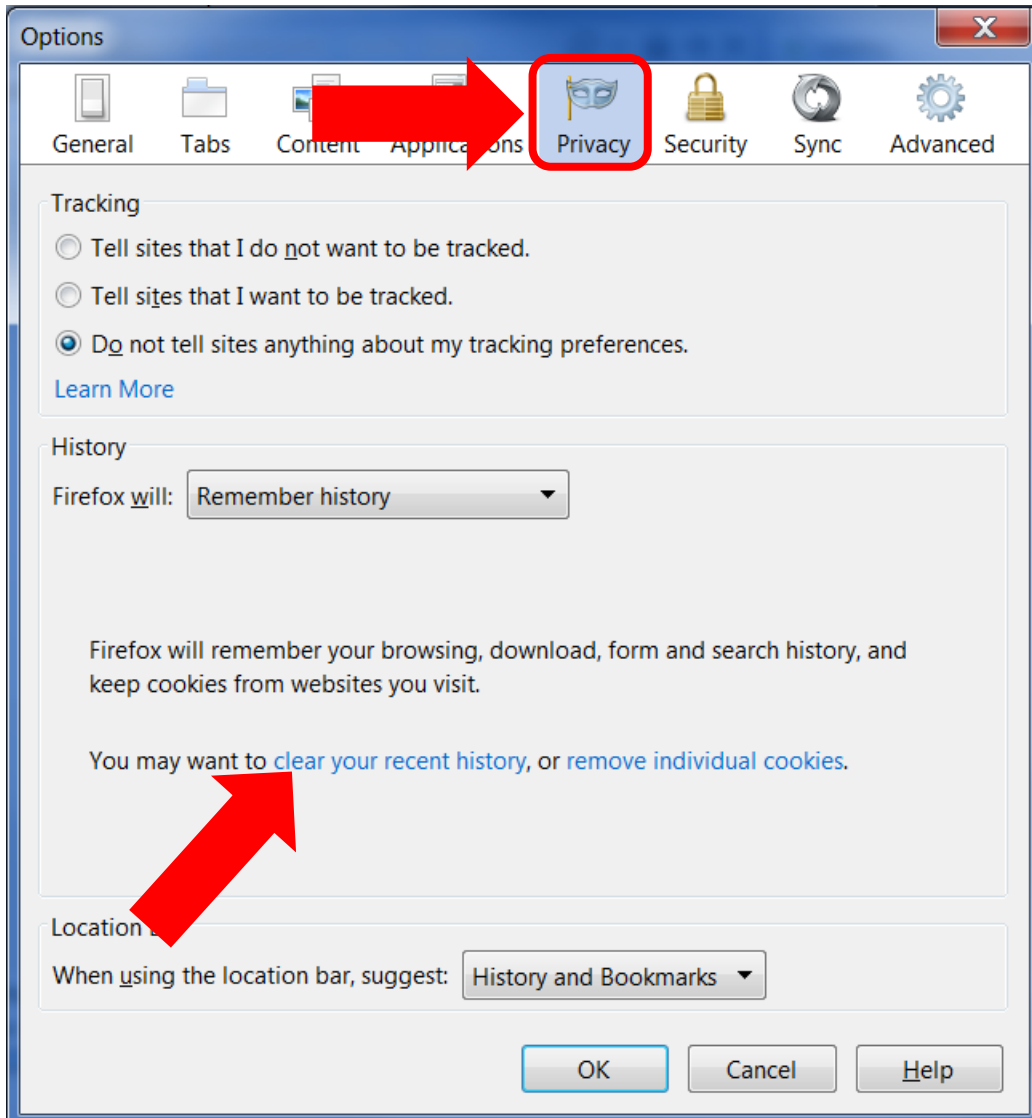 Options
General Tabs Content Applications Privacy Security Sync Advanced
Tracking
Tell sites that I do not want to be tracked.
Tell sites that I want to be tracked.
Do not tell sites anything about my tracking preferences.
Learn More
History
Firefox will: Remember history
Firefox will remember your browsing, download, form and search history, and
keep cookies from websites you visit.
You may want to clear your recent history, or remove individual cookies.
Location
When using the location bar, suggest: History and Bookmarks
OK Cancel Help